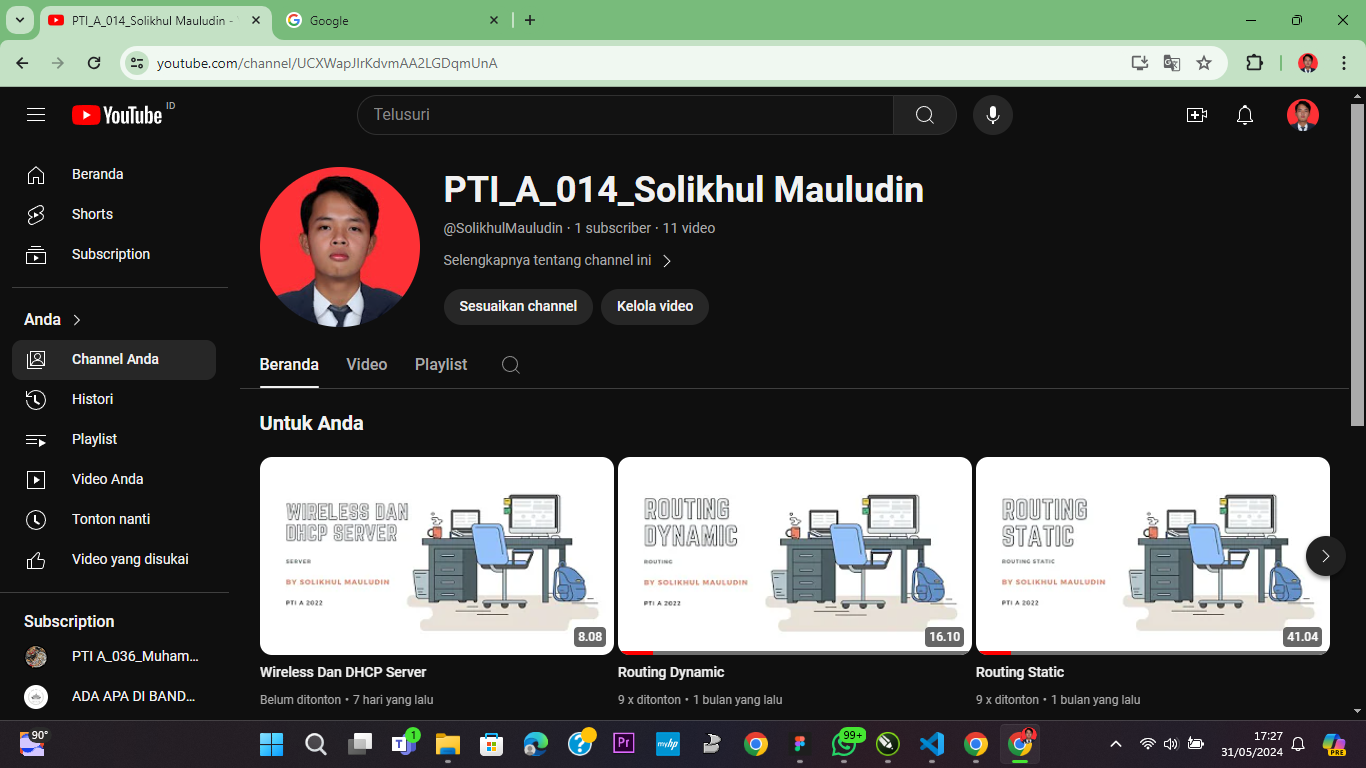 PTI_A_014_Solikhul Mauludin -
Google
youtube.com/channel/UCXWapJlrKdvmAA2LGDqmUnA
YouTube ID
Telusuri
Beranda
Shorts
Subscription
Anda
Channel Anda
Histori
Playlist
Video Anda
Tonton nanti
Video yang disukai
Subscription
PTI A_036_Muham...
ADA APA DI BAND...
PTI_A_014_Solikhul Mauludin
@SolikhulMauludin · 1 subscriber · 11 video
Selengkapnya tentang channel ini
Sesuaikan channel
Kelola video
Beranda Video Playlist
Untuk Anda
WIRELESS DAN
DHCP SERVER
SERVER
BY SOLIKHUL MAULUDIN
PTI A 2022
8.08
Wireless Dan DHCP Server
Belum ditonton • 7 hari yang lalu
ROUTING
DYNAMIC
ROUTING
BY SOLIKHUL MAULUDIN
PTI A 2022
16.10
Routing Dynamic
9 x ditonton • 1 bulan yang lalu
ROUTING
STATIC
ROUTING STATIC
BY SOLIKHUL MAULUDIN
PTI A 2022
41.04
Routing Static
9 x ditonton • 1 bulan yang lalu
90°
1
Pr
myhp
99+
17:27
31/05/2024
PRE